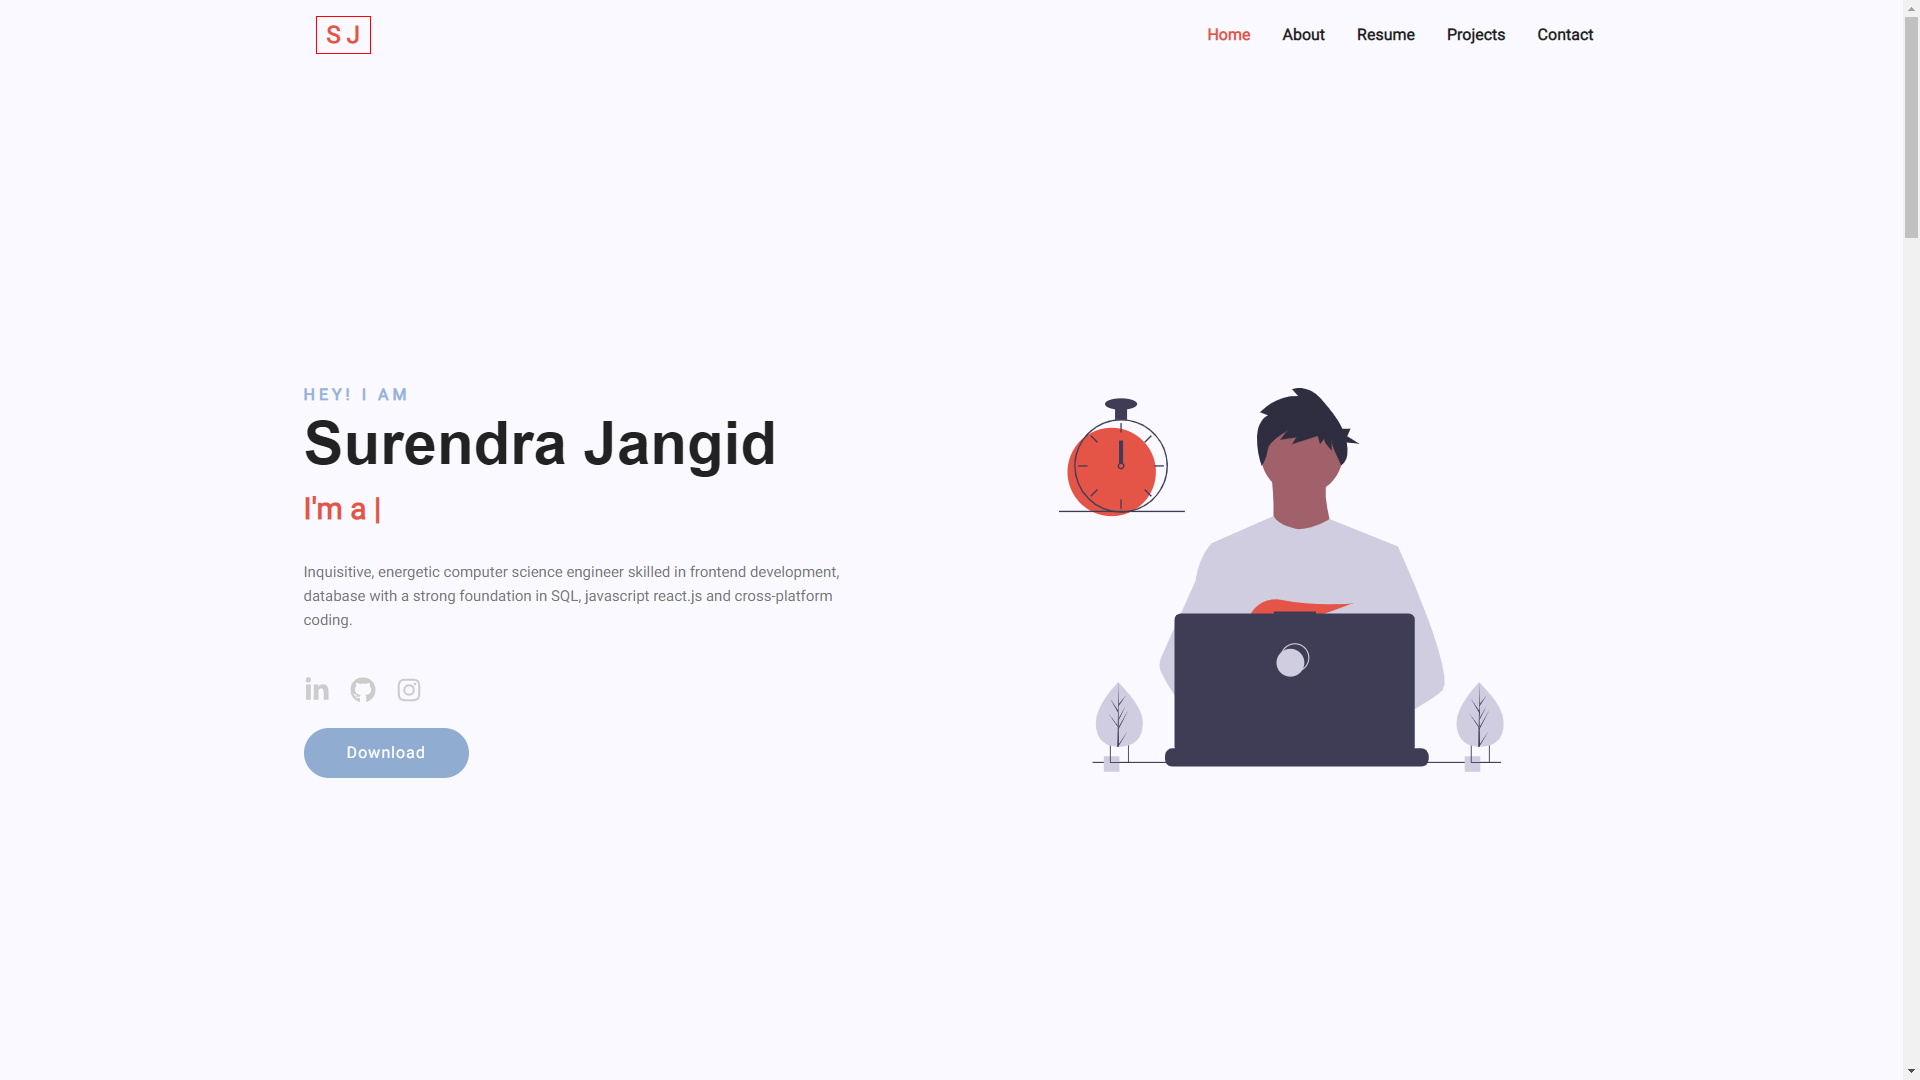 S J
Home About Resume Projects Contact
HEY! I AM
Surendra Jangid
I'm a |
Inquisitive, energetic computer science engineer skilled in frontend development,
database with a strong foundation in SQL, javascript react.js and cross-platform
coding.
Download